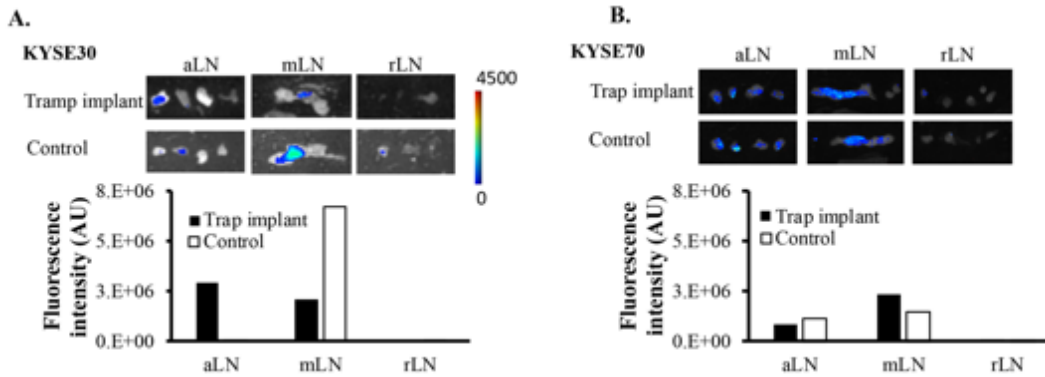 A.
KYSE30
aLN mLN rLN
Tramp implant
Control
4500
0
8.E+06
5.E+06
3.E+06
0.E+00
Fluorescence
intensity (AU)
Trap implant
Control
aLN mLN rLN
B.
KYSE70
aLN mLN rLN
Trap implant
Control
8.E+06
5.E+06
3.E+06
0.E+00
Fluorescence
intensity (AU)
Trap implant
Control
aLN mLN rLN